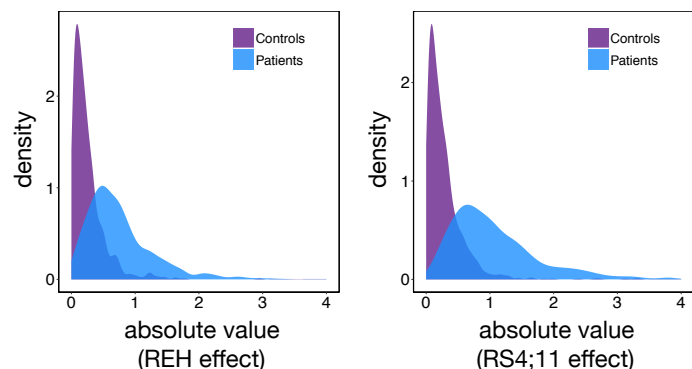 Controls
Patients
density
2
1
0
0
1
2
3
4
absolute value
(REH effect)
Controls
Patients
density
2
1
0
0
1
2
3
4
absolute value
(RS4;11 effect)